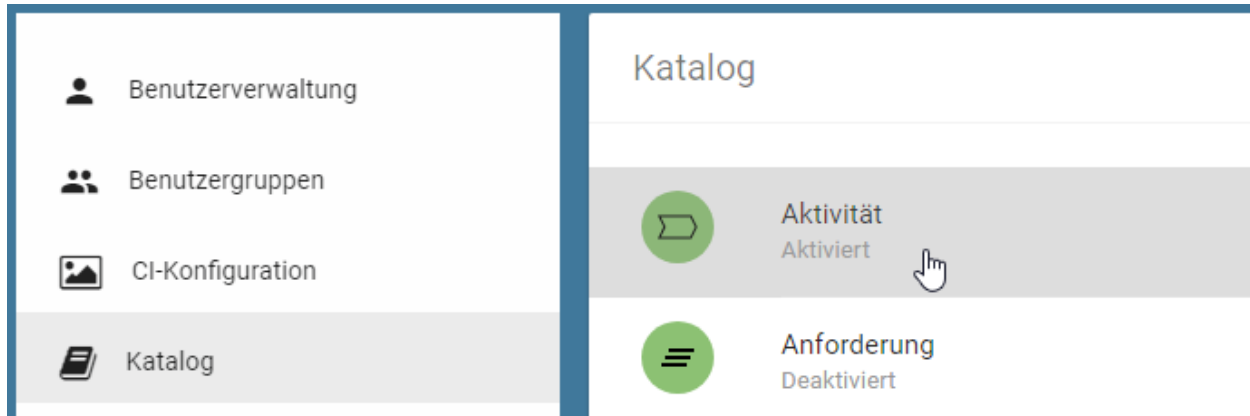 Benutzerverwaltung
Benutzergruppen
CI-Konfiguration
Katalog
Katalog
Aktivität
Aktiviert
Anforderung
Deaktiviert